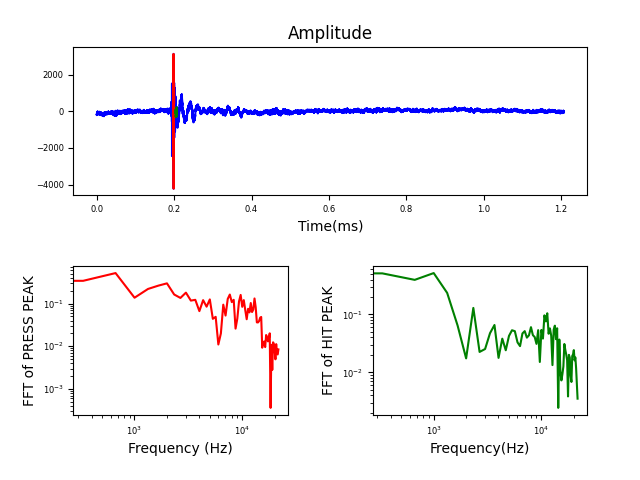 Amplitude
2000
0
−2000
−4000
0.0 0.2 0.4 0.6 0.8 1.0 1.2
Time(ms)
FFT of PRESS PEAK
10⁻¹
10⁻²
10⁻³
10³ 10⁴
Frequency (Hz)
FFT of HIT PEAK
10⁻¹
10⁻²
10³ 10⁴
Frequency(Hz)